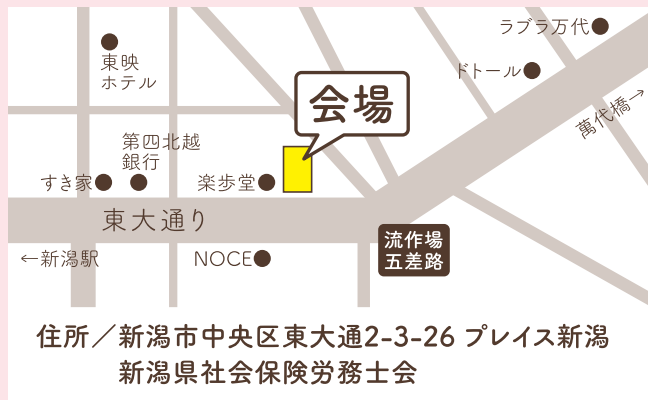 ラブラ万代
東映
ホテル
ドトール
会場
萬代橋→
第四北越
銀行
すき家
楽歩堂
東大通り
流作場
五差路
←新潟駅
NOCE
住所／新潟市中央区東大通2-3-26 プレイス新潟
新潟県社会保険労務士会